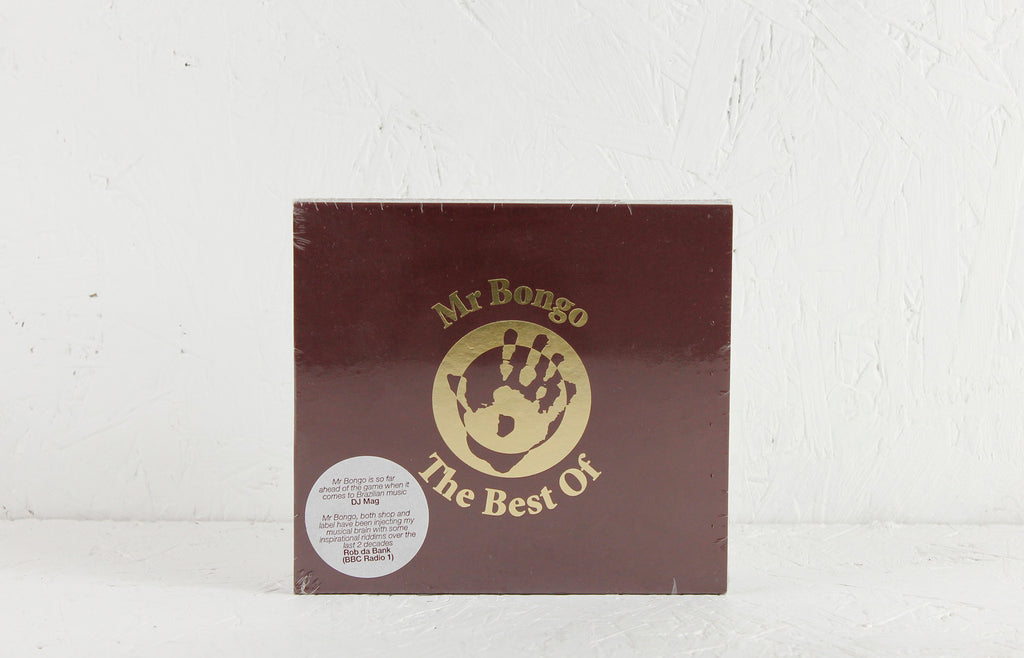 Mr Bongo
The Best Of
Mr Bongo is so far
ahead of the game when it
comes to Brazilian music
DJ Mag
Mr Bongo, both shop and
label have been injecting my
musical brain with some
inspirational riddims over the
last 2 decades
Rob da Bank
(BBC Radio 1)